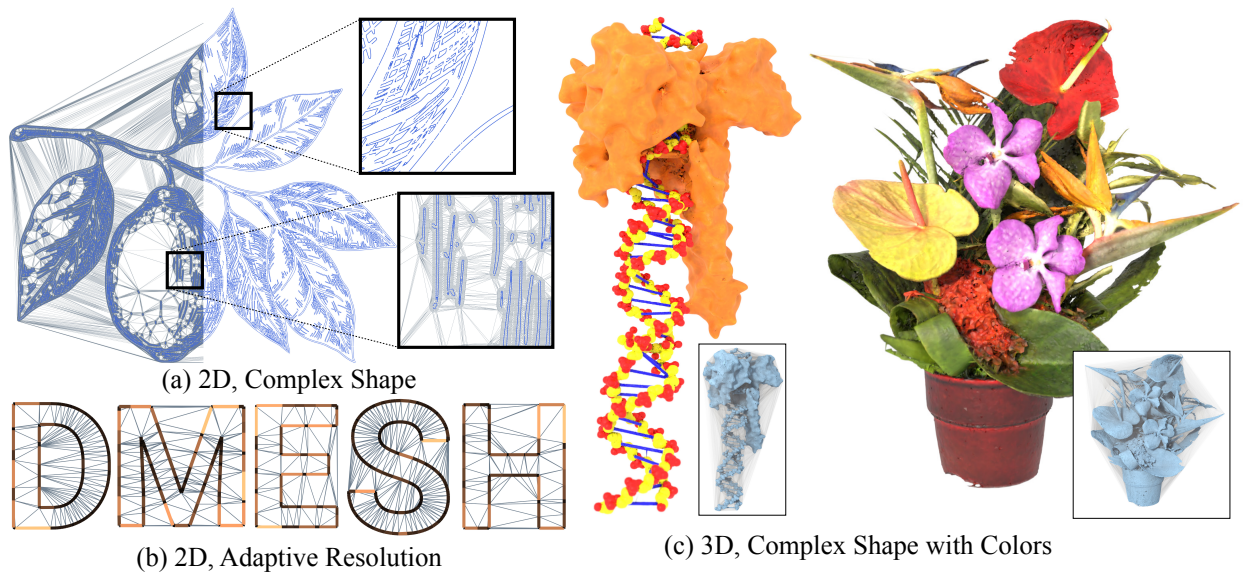 (a) 2D, Complex Shape
DMESH
(b) 2D, Adaptive Resolution
(c) 3D, Complex Shape with Colors